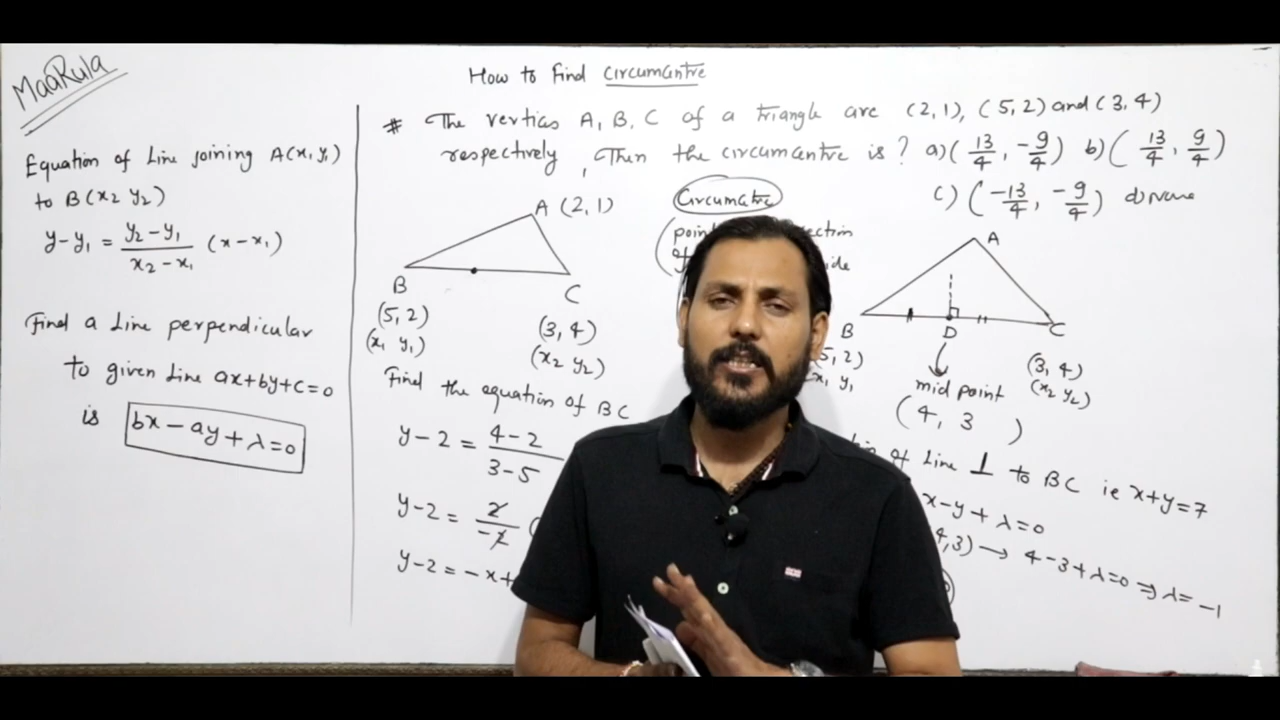 MaaRula
How to find circumcentre
Equation of Line joining A(x₁ y₁)
to B(x₂ y₂)
y-y₁ = y₂-y₁/x₂-x₁ (x-x₁)
Find a Line perpendicular
to given Line ax+by+c=0
is bx-ay+λ=0
# The vertices A, B, C of a triangle are (2,1), (5,2) and (3,4)
respectively, Then the circumcentre is? a) (13/4, -9/4) b) (13/4, 9/4)
c) (-13/4, -9/4) d) None
A (2,1)
B
(5,2)
(x₁ y₁)
C
(3,4)
(x₂ y₂)
Find the equation of BC
y-2 = 4-2/3-5
y-2 = 2/-2
y-2 = -x+
Circumcentre
A
B
5,2)
x₁ y₁
D
mid point
(4, 3)
C
(3,4)
(x₂ y₂)
of Line ⊥ to BC ie x+y=7
x-y+λ=0
4,3) → 4-3+λ=0 ⇒ λ=-1